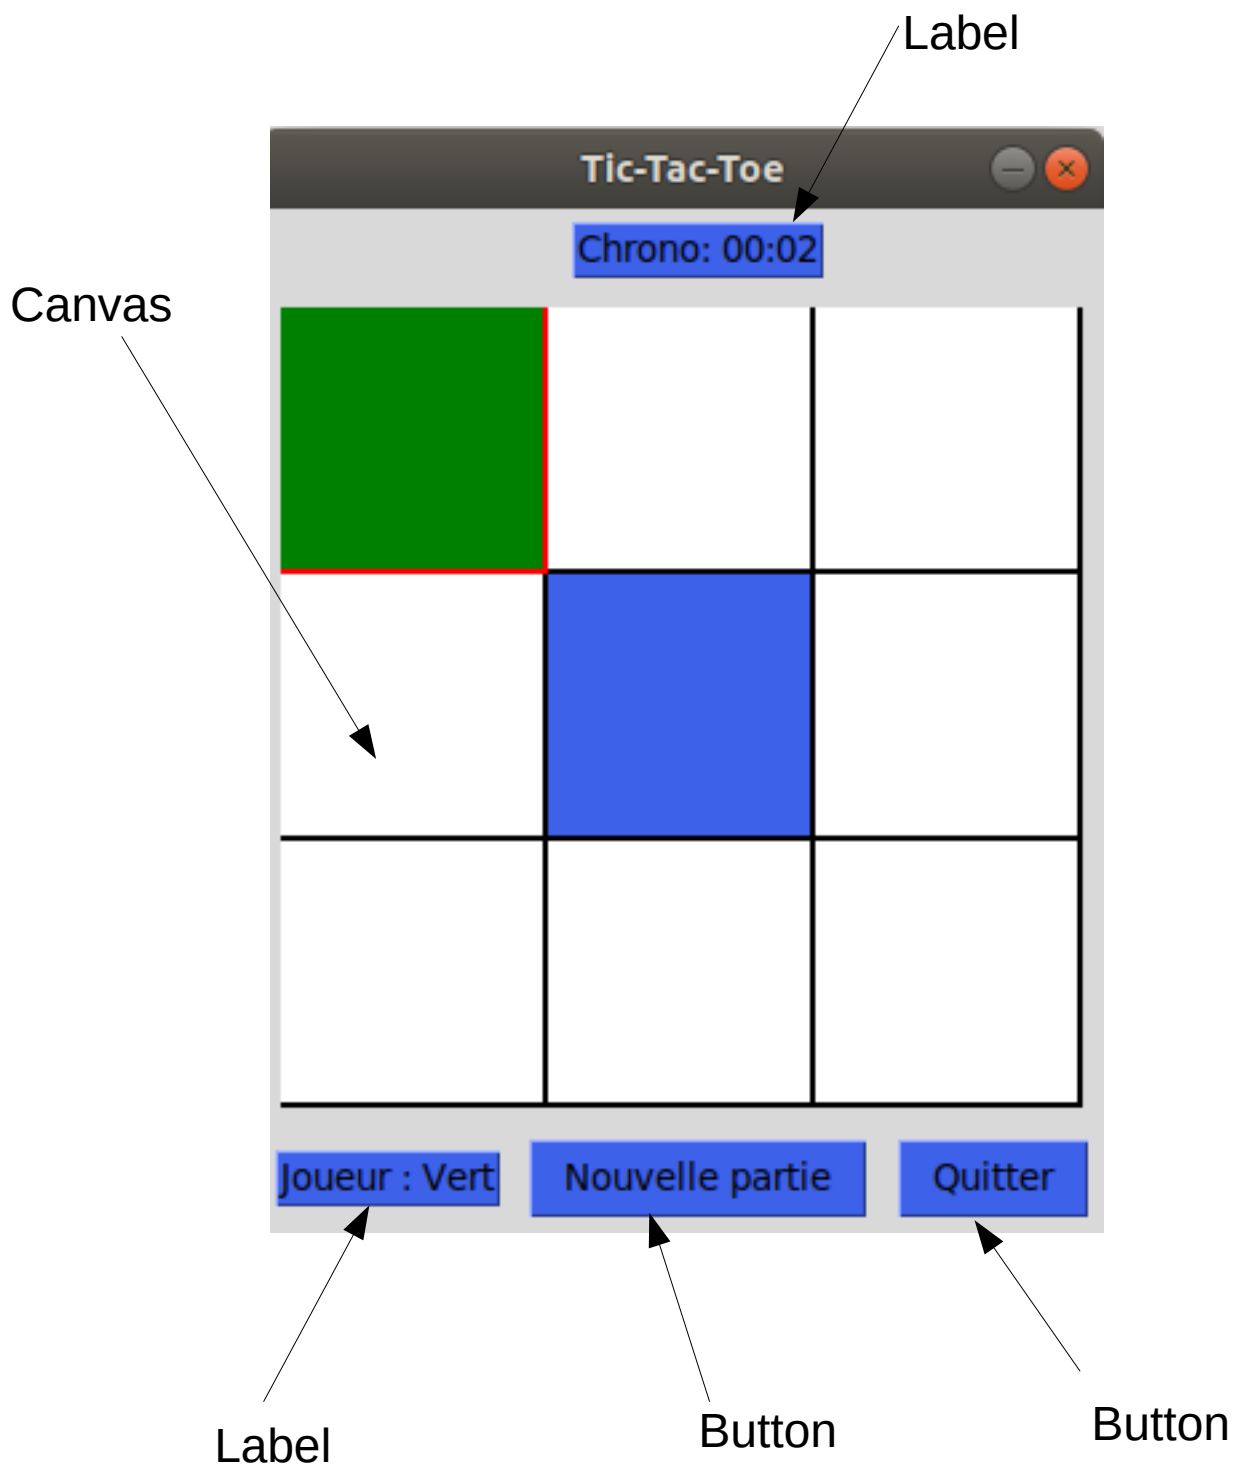 Label
Tic-Tac-Toe
Chrono: 00:02
Canvas
Joueur : Vert
Nouvelle partie
Quitter
Label
Button
Button